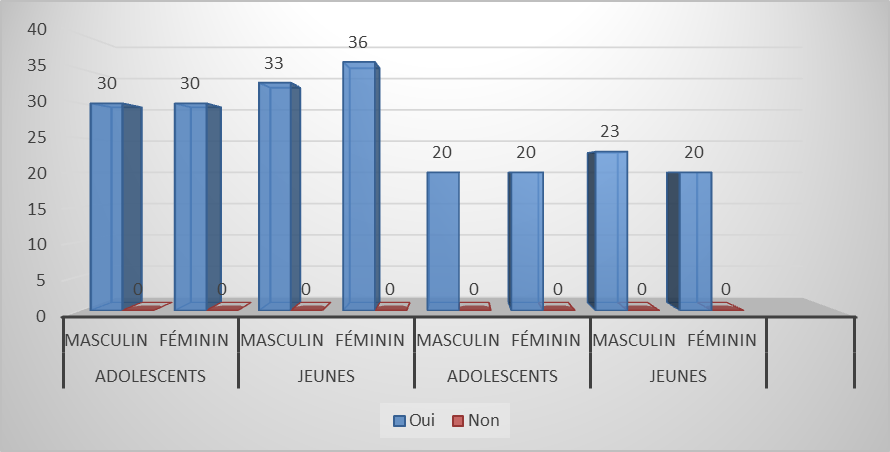 40
35
30
25
20
15
10
5
0
30 30 33 36 20 20 23 20
0 0 0 0 0 0 0 0
MASCULIN FÉMININ MASCULIN FÉMININ MASCULIN FÉMININ MASCULIN FÉMININ
ADOLESCENTS JEUNES ADOLESCENTS JEUNES
Oui Non